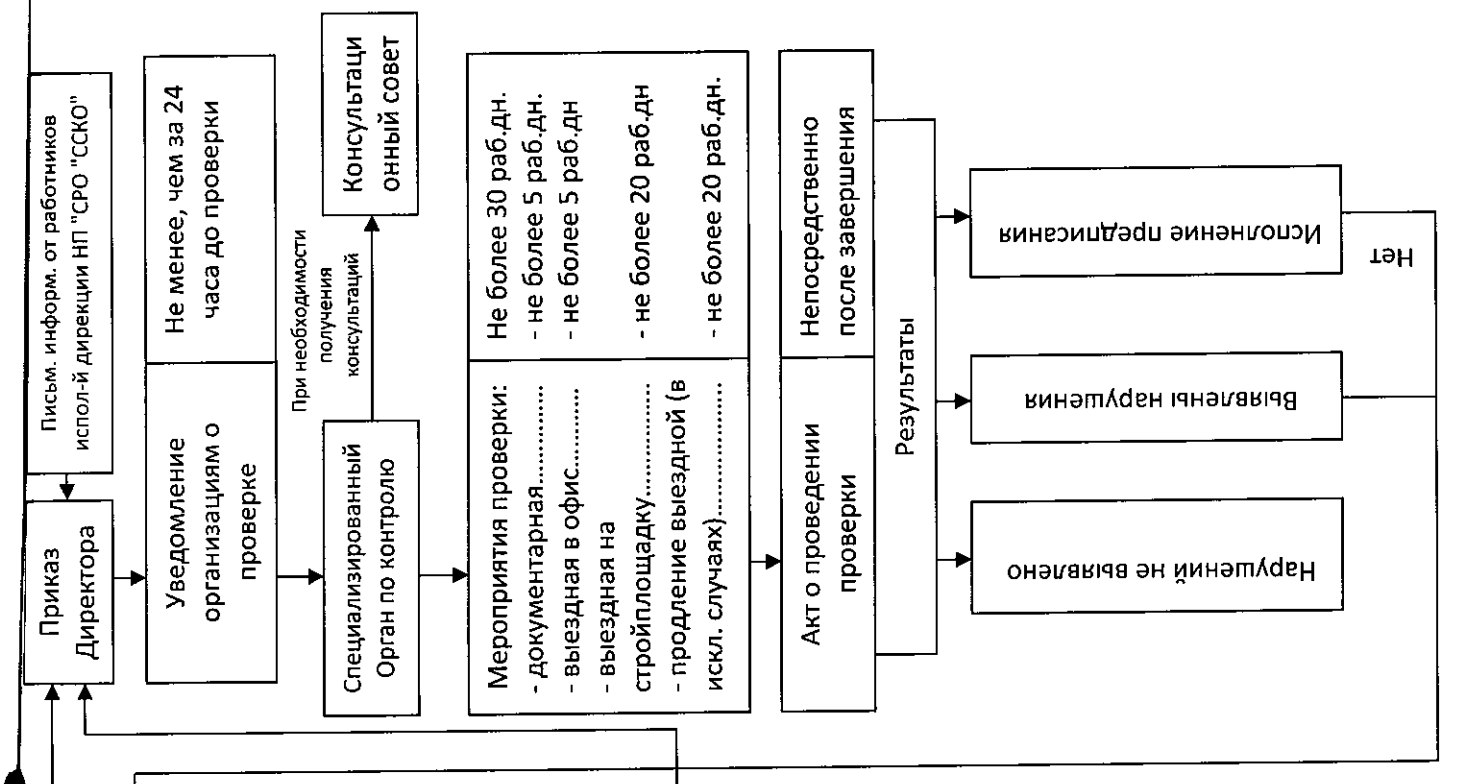 Приказ
Директора
Письм. информ. от работников
испол-й дирекции НП "СРО "ССКО"
Уведомление
организациям о
проверке
Не менее, чем за 24
часа до проверки
При необходимости
получения
консультаций
Специализированный
Орган по контролю
Консультаци
онный совет
Мероприятия проверки:
- документарная.................
- выездная в офис............
- выездная на
стройплощадку.................
- продление выездной (в
искл. случаях)..................
Не более 30 раб.дн.
- не более 5 раб.дн.
- не более 5 раб.дн
- не более 20 раб.дн
- не более 20 раб.дн.
Акт о проведении
проверки
Непосредственно
после завершения
Результаты
Нарушений не выявлено
Выявлены нарушения
Исполнение предписания
Нет